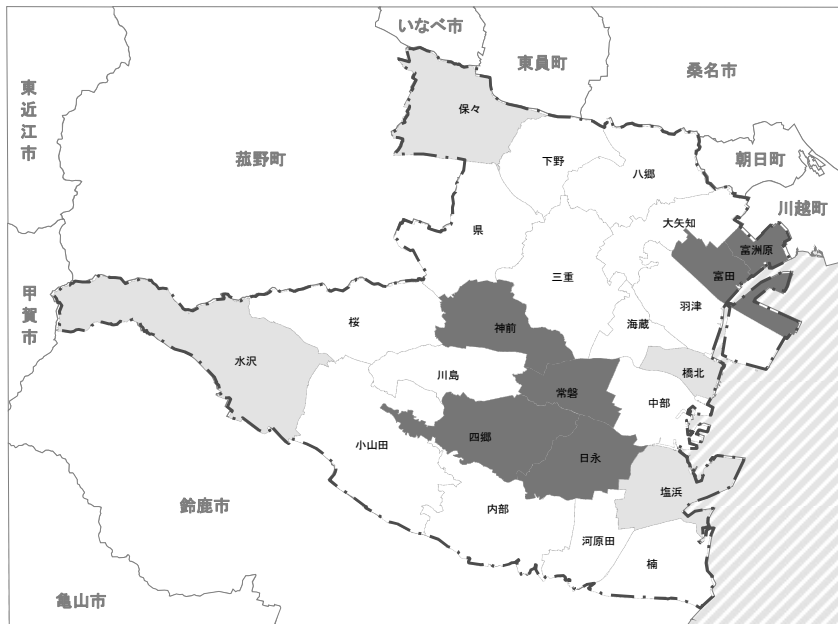 いなべ市
東員町
桑名市
東近江市
保々
菰野町
下野
八郷
朝日町
川越町
県
大矢知
富洲原
富田
三重
甲賀市
羽津
桜
神前
海蔵
水沢
川島
橋北
常磐
中部
小山田
四郷
日永
塩浜
鈴鹿市
内部
河原田
楠
亀山市